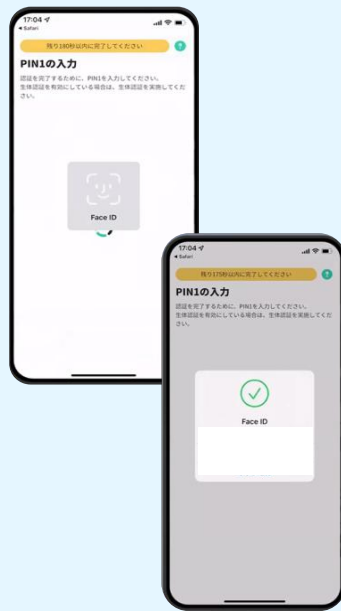 17:04
◀ Safari
残り180秒以内に完了してください
?
PIN1の入力
認証を完了するために、PIN1を入力してください。
生体認証を有効にしている場合は、生体認証を実施してくだ
さい。
Face ID
17:04
◀ Safari
残り175秒以内に完了してください
?
PIN1の入力
認証を完了するために、PIN1を入力してください。
生体認証を有効にしている場合は、生体認証を実施してくだ
さい。
Face ID